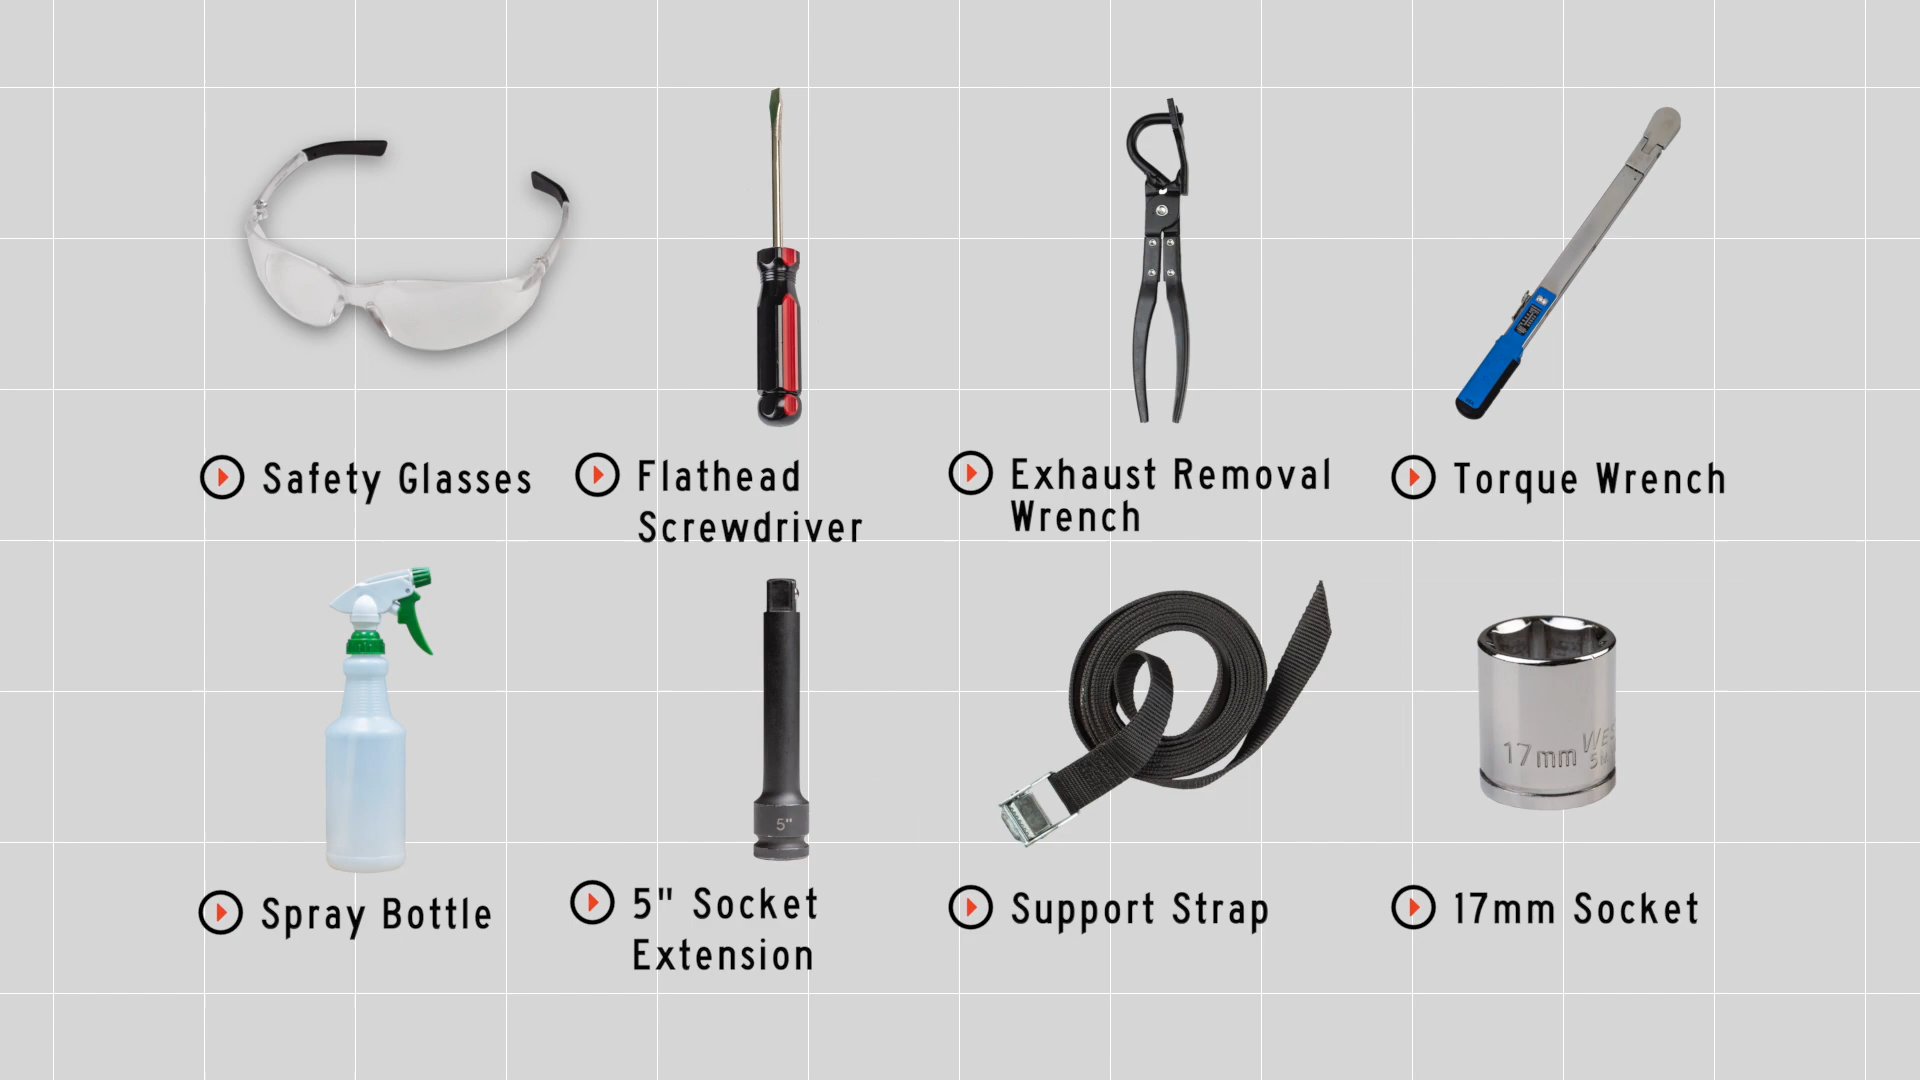 Safety Glasses
Flathead
Screwdriver
Exhaust Removal
Wrench
Torque Wrench
5"
17mm
Spray Bottle
5" Socket
Extension
Support Strap
17mm Socket